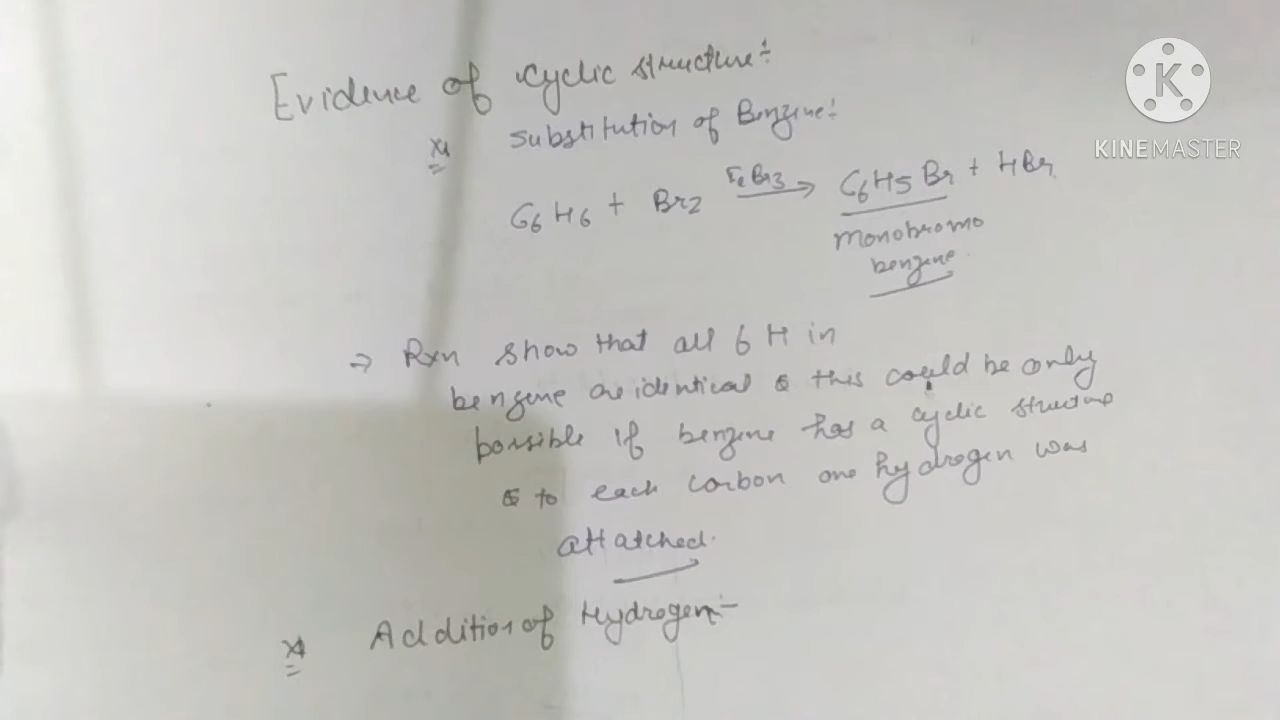 Evidence of cyclic structure:-
* Substitution of Benzene:-
C6H6 + Br2 FeBr3 → C6H5Br + HBr
Monobromo
benzene
→ Rxn show that all 6 H in
benzene are identical & this could be only
possible if benzene has a cyclic structure
& to each carbon one hydrogen was
attached.
* Addition of Hydrogen:-
K
KINEMASTER